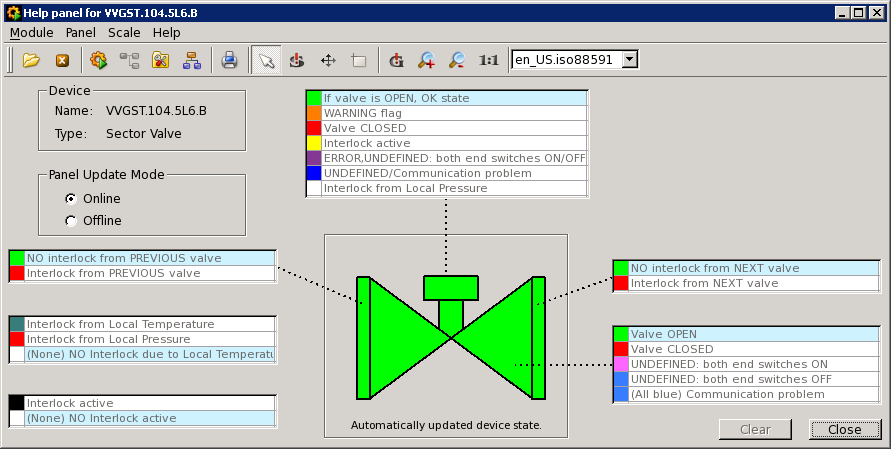 Help panel for VVGST.104.5L6.B
Module Panel Scale Help
1:1 en_US.iso88591
Device
Name: VVGST.104.5L6.B
Type: Sector Valve
Panel Update Mode
Online
Offline
If valve is OPEN, OK state
WARNING flag
Valve CLOSED
Interlock active
ERROR,UNDEFINED: both end switches ON/OFF
UNDEFINED/Communication problem
Interlock from Local Pressure
NO interlock from PREVIOUS valve
Interlock from PREVIOUS valve
Interlock from Local Temperature
Interlock from Local Pressure
(None) NO Interlock due to Local Temperatu
Interlock active
(None) NO Interlock active
NO interlock from NEXT valve
Interlock from NEXT valve
Valve OPEN
Valve CLOSED
UNDEFINED: both end switches ON
UNDEFINED: both end switches OFF
(All blue) Communication problem
Automatically updated device state.
Clear Close